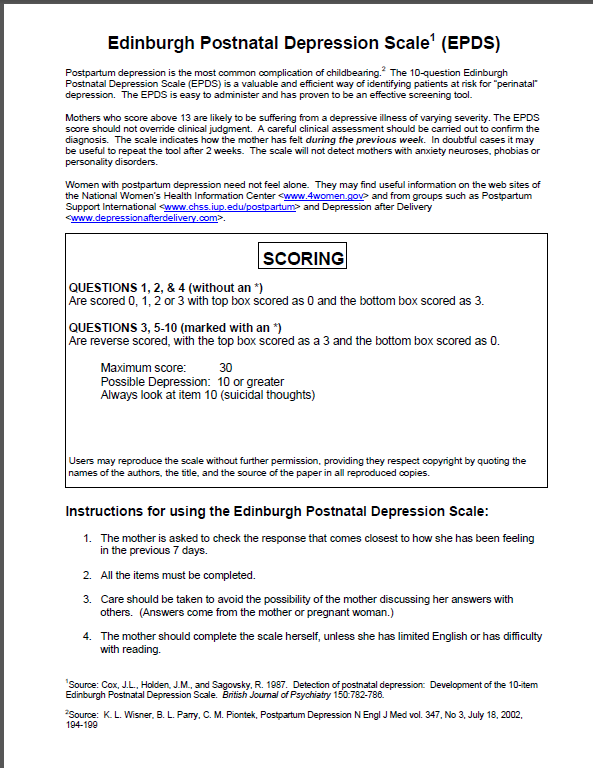 Edinburgh Postnatal Depression Scale1 (EPDS)
Postpartum depression is the most common complication of childbearing.2 The 10-question Edinburgh
Postnatal Depression Scale (EPDS) is a valuable and efficient way of identifying patients at risk for “perinatal”
depression. The EPDS is easy to administer and has proven to be an effective screening tool.
Mothers who score above 13 are likely to be suffering from a depressive illness of varying severity. The EPDS
score should not override clinical judgment. A careful clinical assessment should be carried out to confirm the
diagnosis. The scale indicates how the mother has felt during the previous week. In doubtful cases it may
be useful to repeat the tool after 2 weeks. The scale will not detect mothers with anxiety neuroses, phobias or
personality disorders.
Women with postpartum depression need not feel alone. They may find useful information on the web sites of
the National Women’s Health Information Center <www.4women.gov> and from groups such as Postpartum
Support International <www.chss.iup.edu/postpartum> and Depression after Delivery
<www.depressionafterdelivery.com>.
SCORING
QUESTIONS 1, 2, & 4 (without an *)
Are scored 0, 1, 2 or 3 with top box scored as 0 and the bottom box scored as 3.
QUESTIONS 3, 5-10 (marked with an *)
Are reverse scored, with the top box scored as a 3 and the bottom box scored as 0.
Maximum score: 30
Possible Depression: 10 or greater
Always look at item 10 (suicidal thoughts)
Users may reproduce the scale without further permission, providing they respect copyright by quoting the
names of the authors, the title, and the source of the paper in all reproduced copies.
Instructions for using the Edinburgh Postnatal Depression Scale:
1. The mother is asked to check the response that comes closest to how she has been feeling
in the previous 7 days.
2. All the items must be completed.
3. Care should be taken to avoid the possibility of the mother discussing her answers with
others. (Answers come from the mother or pregnant woman.)
4. The mother should complete the scale herself, unless she has limited English or has difficulty
with reading.
1Source: Cox, J.L., Holden, J.M., and Sagovsky, R. 1987. Detection of postnatal depression: Development of the 10-item
Edinburgh Postnatal Depression Scale. British Journal of Psychiatry 150:782-786.
2Source: K. L. Wisner, B. L. Parry, C. M. Piontek, Postpartum Depression N Engl J Med vol. 347, No 3, July 18, 2002,
194-199